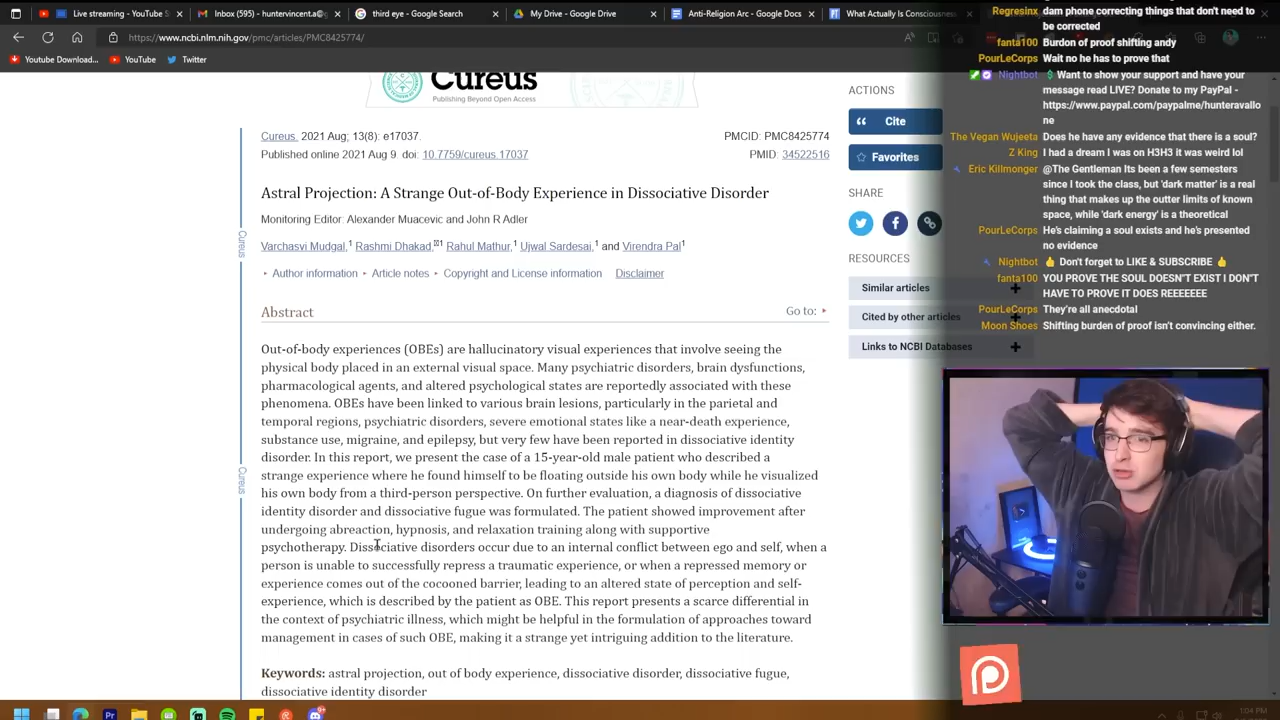 Live streaming - YouTube S
Inbox (595) - huntervincent.a@g
third eye - Google Search
My Drive - Google Drive
Anti-Religion Arc - Google Docs
What Actually Is Consciousness
https://www.ncbi.nlm.nih.gov/pmc/articles/PMC8425774/
Youtube Download...
YouTube
Twitter
Cureus
Publishing Beyond Open Access
Cureus. 2021 Aug; 13(8): e17037.
PMCID: PMC8425774
Published online 2021 Aug 9 doi: 10.7759/cureus.17037
PMID: 34522516
Astral Projection: A Strange Out-of-Body Experience in Dissociative Disorder
Monitoring Editor: Alexander Muacevic and John R Adler
Varchasvi Mudgal,1 Rashmi Dhakad,1 Rahul Mathur,1 Ujwal Sardesai,1 and Virendra Pal1
Author information
Article notes
Copyright and License information
Disclaimer
Abstract
Go to:
Out-of-body experiences (OBEs) are hallucinatory visual experiences that involve seeing the
physical body placed in an external visual space. Many psychiatric disorders, brain dysfunctions,
pharmacological agents, and altered psychological states are reportedly associated with these
phenomena. OBEs have been linked to various brain lesions, particularly in the parietal and
temporal regions, psychiatric disorders, severe emotional states like a near-death experience,
substance use, migraine, and epilepsy, but very few have been reported in dissociative identity
disorder. In this report, we present the case of a 15-year-old male patient who described a
strange experience where he found himself to be floating outside his own body while he visualized
his own body from a third-person perspective. On further evaluation, a diagnosis of dissociative
identity disorder and dissociative fugue was formulated. The patient showed improvement after
undergoing abreaction, hypnosis, and relaxation training along with supportive
psychotherapy. Dissociative disorders occur due to an internal conflict between ego and self, when a
person is unable to successfully repress a traumatic experience, or when a repressed memory or
experience comes out of the cocooned barrier, leading to an altered state of perception and self-
experience, which is described by the patient as OBE. This report presents a scarce differential in
the context of psychiatric illness, which might be helpful in the formulation of approaches toward
management in cases of such OBE, making it a strange yet intriguing addition to the literature.
Keywords: astral projection, out of body experience, dissociative disorder, dissociative fugue,
dissociative identity disorder
Cureus
Cureus
ACTIONS
Cite
Favorites
SHARE
RESOURCES
Similar articles
Cited by other articles
Links to NCBI Databases
Regresinx dam phone correcting things that don't need to
be corrected
fanta100 Burdon of proof shifting andy
PourLeCorps Wait no he has to prove that
Nightbot Want to show your support and have your
message read LIVE? Donate to my PayPal -
https://www.paypal.com/paypalme/hunteravallo
ne
The Vegan Wujeeta Does he have any evidence that there is a soul?
Z King I had a dream I was on H3H3 it was weird lol
Eric Killmonger @The Gentleman Its been a few semesters
since I took the class, but 'dark matter' is a real
thing that makes up the outter limits of known
space, while 'dark energy' is a theoretical
PourLeCorps He's claiming a soul exists and he's presented
no evidence
Nightbot 👍 Don't forget to LIKE & SUBSCRIBE 👍
fanta100 YOU PROVE THE SOUL DOESN"T EXIST I DON'T
HAVE TO PROVE IT DOES REEEEEEE
PourLeCorps They're all anecdotal
Moon Shoes Shifting burden of proof isn't convincing either.
1:04 PM